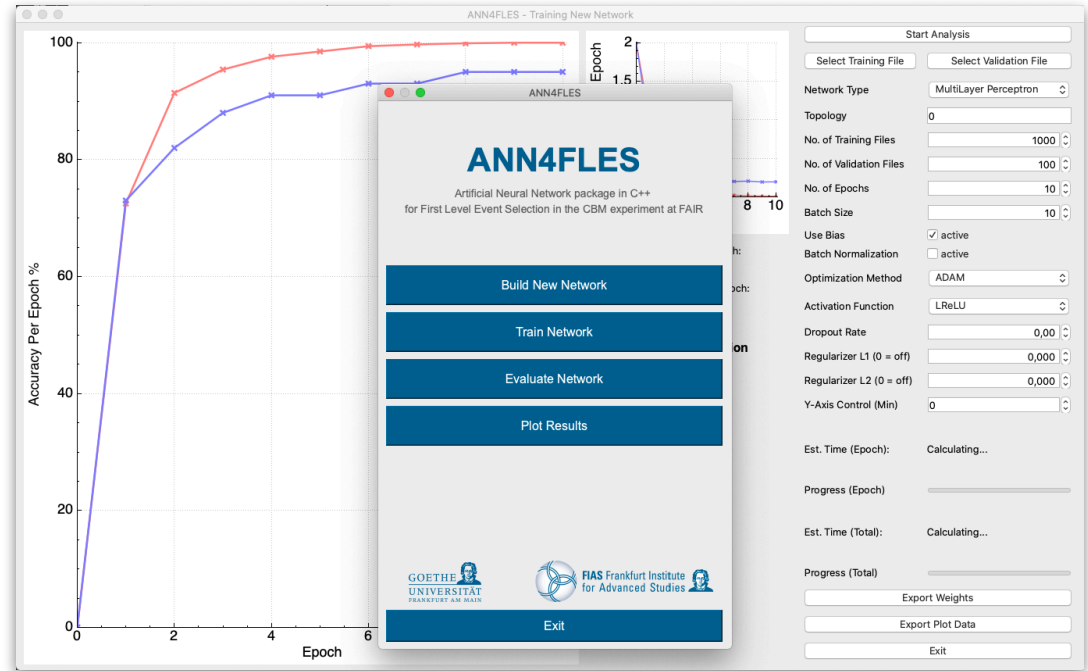 ANN4FLES - Training New Network
100
80
60
40
20
0
Accuracy Per Epoch %
0
2
4
6
Epoch
Epoch
2
1.5
8
10
h:
och:
ion
ANN4FLES
ANN4FLES
Artificial Neural Network package in C++
for First Level Event Selection in the CBM experiment at FAIR
Build New Network
Train Network
Evaluate Network
Plot Results
GOETHE
UNIVERSITÄT
FRANKFURT AM MAIN
FIAS Frankfurt Institute
for Advanced Studies
Exit
Start Analysis
Select Training File
Select Validation File
Network Type MultiLayer Perceptron
Topology 0
No. of Training Files 1000
No. of Validation Files 100
No. of Epochs 10
Batch Size 10
Use Bias active
Batch Normalization active
Optimization Method ADAM
Activation Function LReLU
Dropout Rate 0,00
Regularizer L1 (0 = off) 0,000
Regularizer L2 (0 = off) 0,000
Y-Axis Control (Min) 0
Est. Time (Epoch): Calculating...
Progress (Epoch)
Est. Time (Total): Calculating...
Progress (Total)
Export Weights
Export Plot Data
Exit